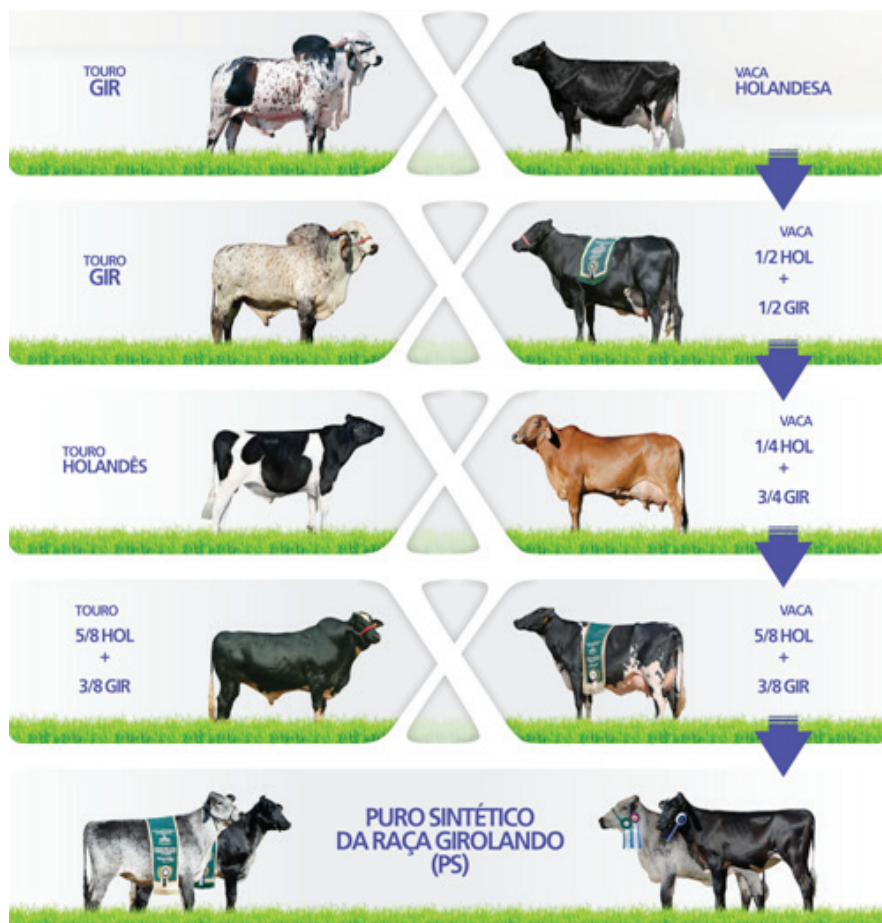 TOURO
GIR
VACA
HOLANDESA
TOURO
GIR
VACA
1/2 HOL
+
1/2 GIR
TOURO
HOLANDÊS
VACA
1/4 HOL
+
3/4 GIR
TOURO
5/8 HOL
+
3/8 GIR
VACA
5/8 HOL
+
3/8 GIR
PURO SINTÉTICO
DA RAÇA GIROLANDO
(PS)